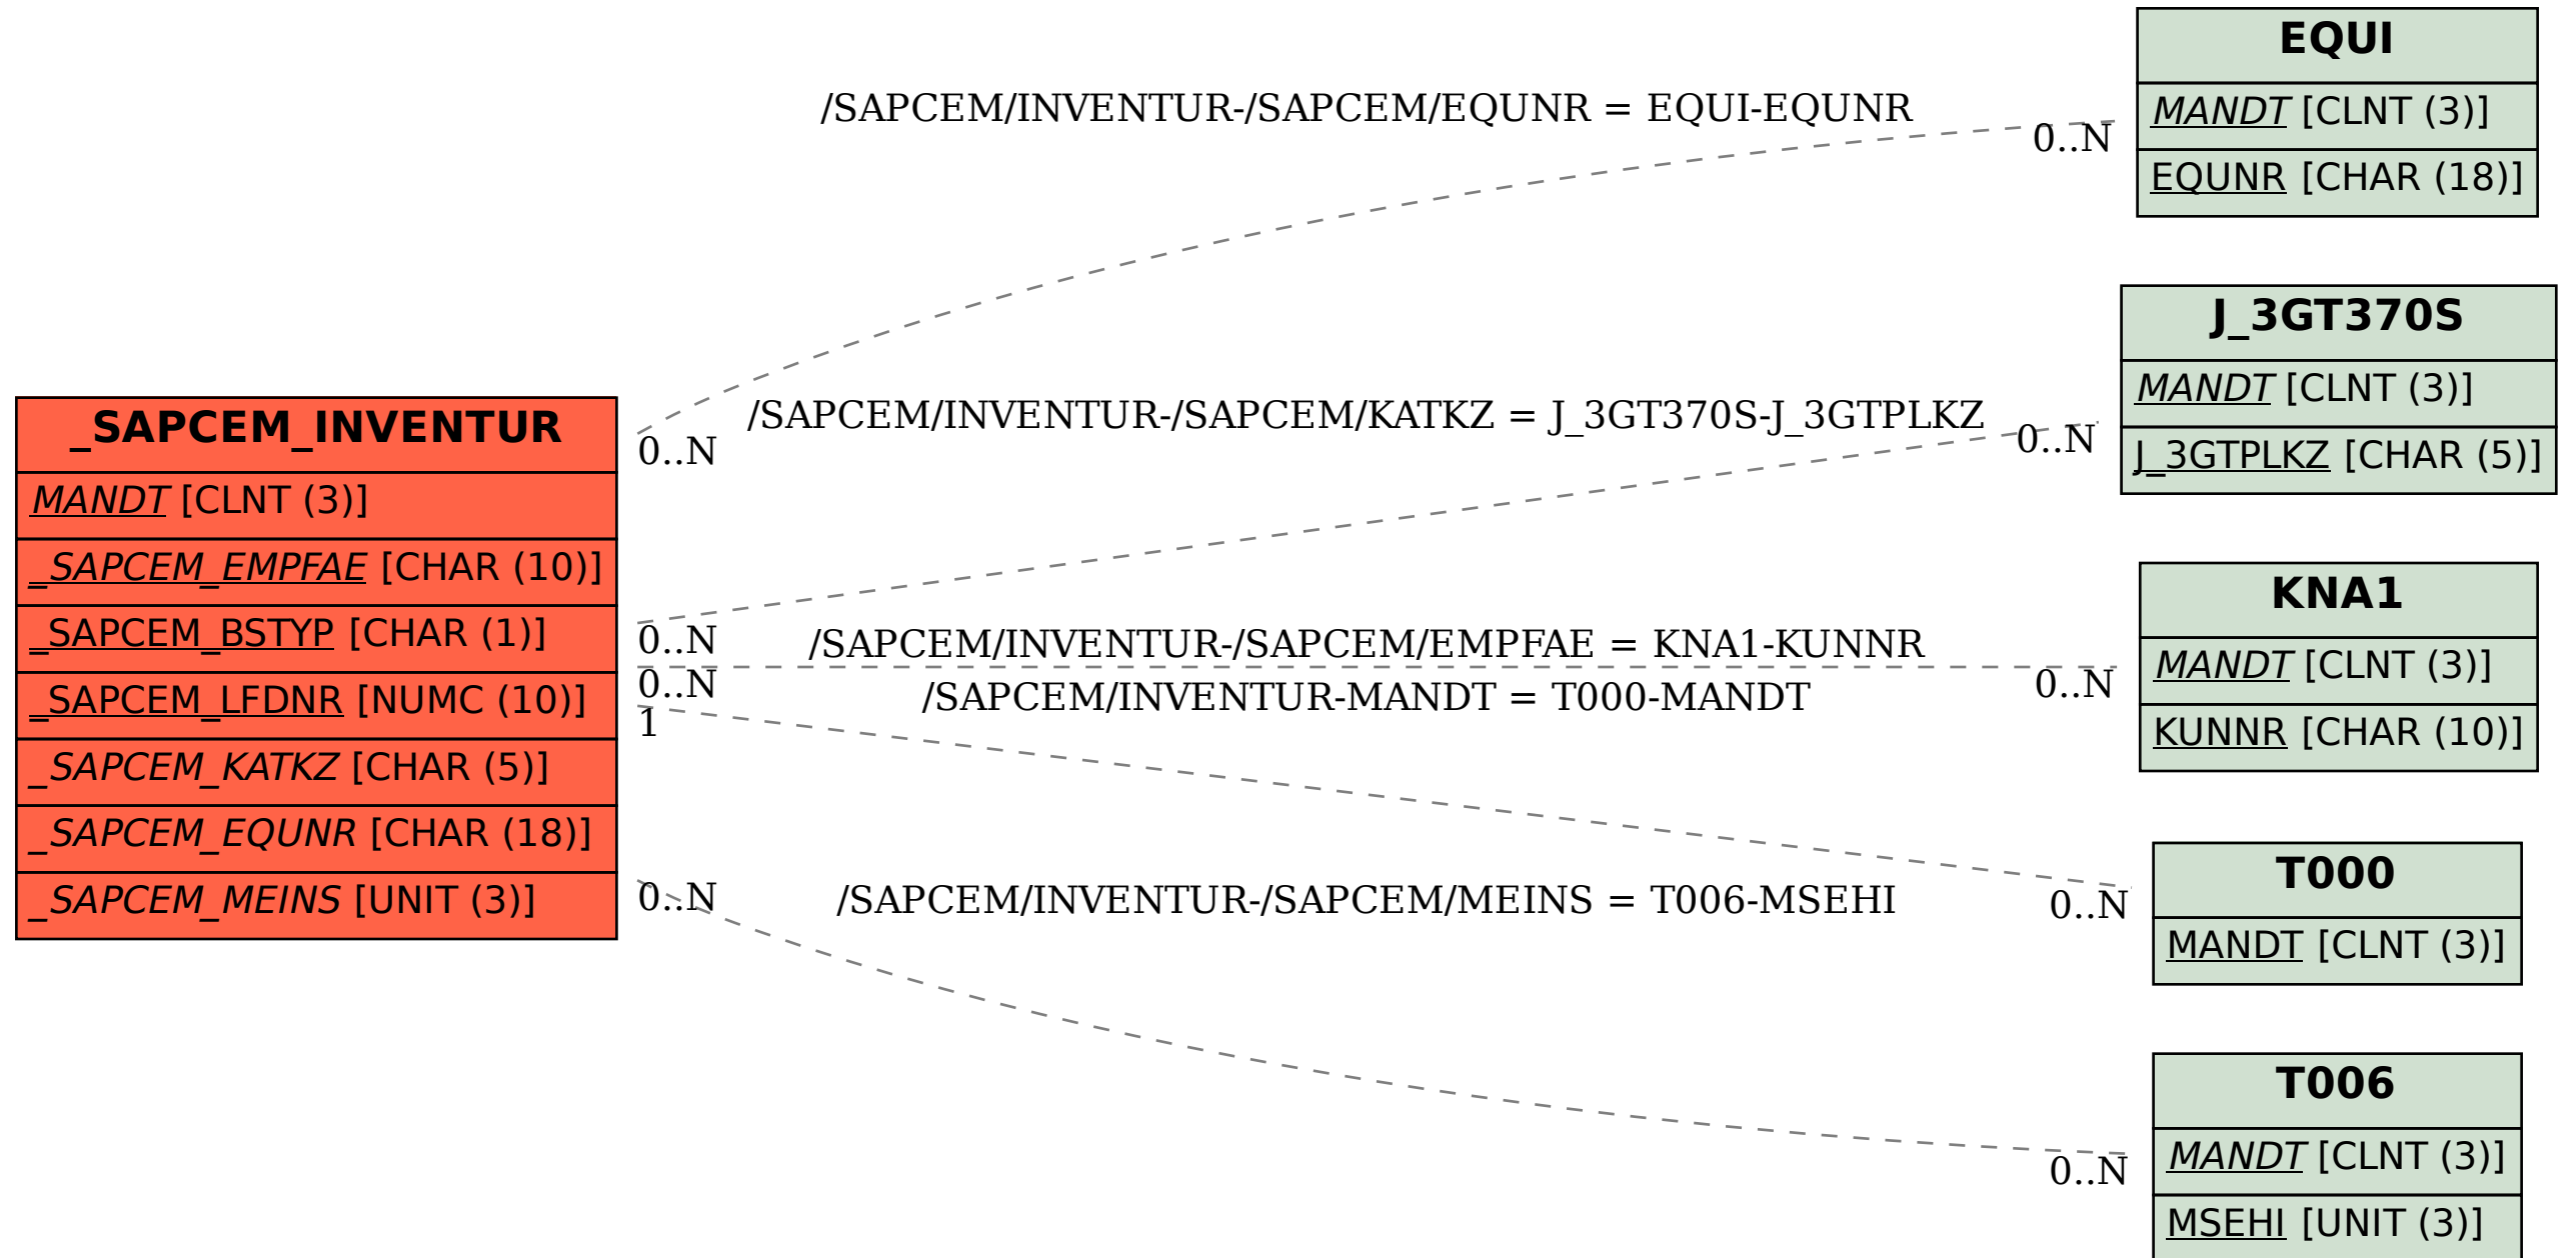 _SAPCEM_INVENTUR
MANDT [CLNT (3)]
_SAPCEM_EMPFAE [CHAR (10)]
_SAPCEM_BSTYP [CHAR (1)]
_SAPCEM_LFDNR [NUMC (10)]
_SAPCEM_KATKZ [CHAR (5)]
_SAPCEM_EQUNR [CHAR (18)]
_SAPCEM_MEINS [UNIT (3)]
/SAPCEM/INVENTUR-/SAPCEM/EQUNR = EQUI-EQUNR
0..N
0..N
/SAPCEM/INVENTUR-/SAPCEM/KATKZ = J_3GT370S-J_3GTPLKZ
0..N
0..N
/SAPCEM/INVENTUR-/SAPCEM/EMPFAE = KNA1-KUNNR
0..N
0..N
/SAPCEM/INVENTUR-MANDT = T000-MANDT
1
0..N
/SAPCEM/INVENTUR-/SAPCEM/MEINS = T006-MSEHI
0..N
0..N
EQUI
MANDT [CLNT (3)]
EQUNR [CHAR (18)]
J_3GT370S
MANDT [CLNT (3)]
J_3GTPLKZ [CHAR (5)]
KNA1
MANDT [CLNT (3)]
KUNNR [CHAR (10)]
T000
MANDT [CLNT (3)]
T006
MANDT [CLNT (3)]
MSEHI [UNIT (3)]